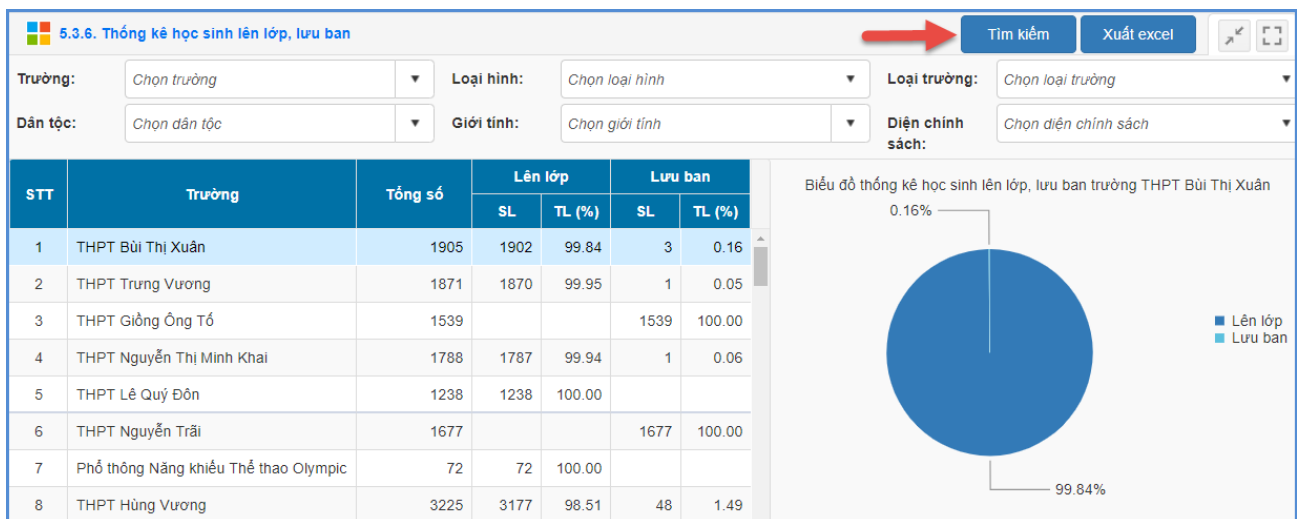 5.3.6. Thống kê học sinh lên lớp, lưu ban Tìm kiếm Xuất excel
Trường: Chọn trường Loại hình: Chọn loại hình Loại trường: Chọn loại trường
Dân tộc: Chọn dân tộc Giới tính: Chọn giới tính Diện chính sách: Chọn diện chính sách
STT Trường Tổng số Lên lớp Lưu ban
SL TL (%) SL TL (%)
1 THPT Bùi Thị Xuân 1905 1902 99.84 3 0.16
2 THPT Trưng Vương 1871 1870 99.95 1 0.05
3 THPT Giồng Ông Tố 1539 1539 100.00
4 THPT Nguyễn Thị Minh Khai 1788 1787 99.94 1 0.06
5 THPT Lê Quý Đôn 1238 1238 100.00
6 THPT Nguyễn Trãi 1677 1677 100.00
7 Phổ thông Năng khiếu Thể thao Olympic 72 72 100.00
8 THPT Hùng Vương 3225 3177 98.51 48 1.49
Biểu đồ thống kê học sinh lên lớp, lưu ban trường THPT Bùi Thị Xuân
0.16%
Lên lớp
Lưu ban
99.84%